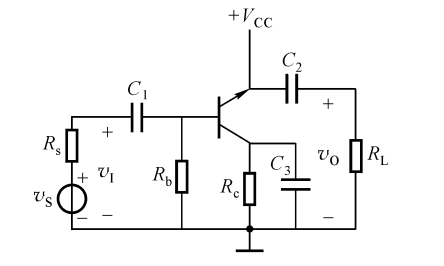 +V_CC
C_1
C_2
+
+
R_s
+
v_I
R_b
R_c
C_3
v_O
R_L
v_S
−
−
−